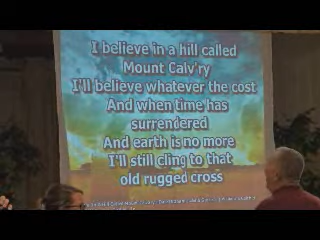 I believe in a hill called
Mount Calv'ry
I'll believe whatever the cost
And when time has
surrendered
And earth is no more
I'll still cling to that
old rugged cross